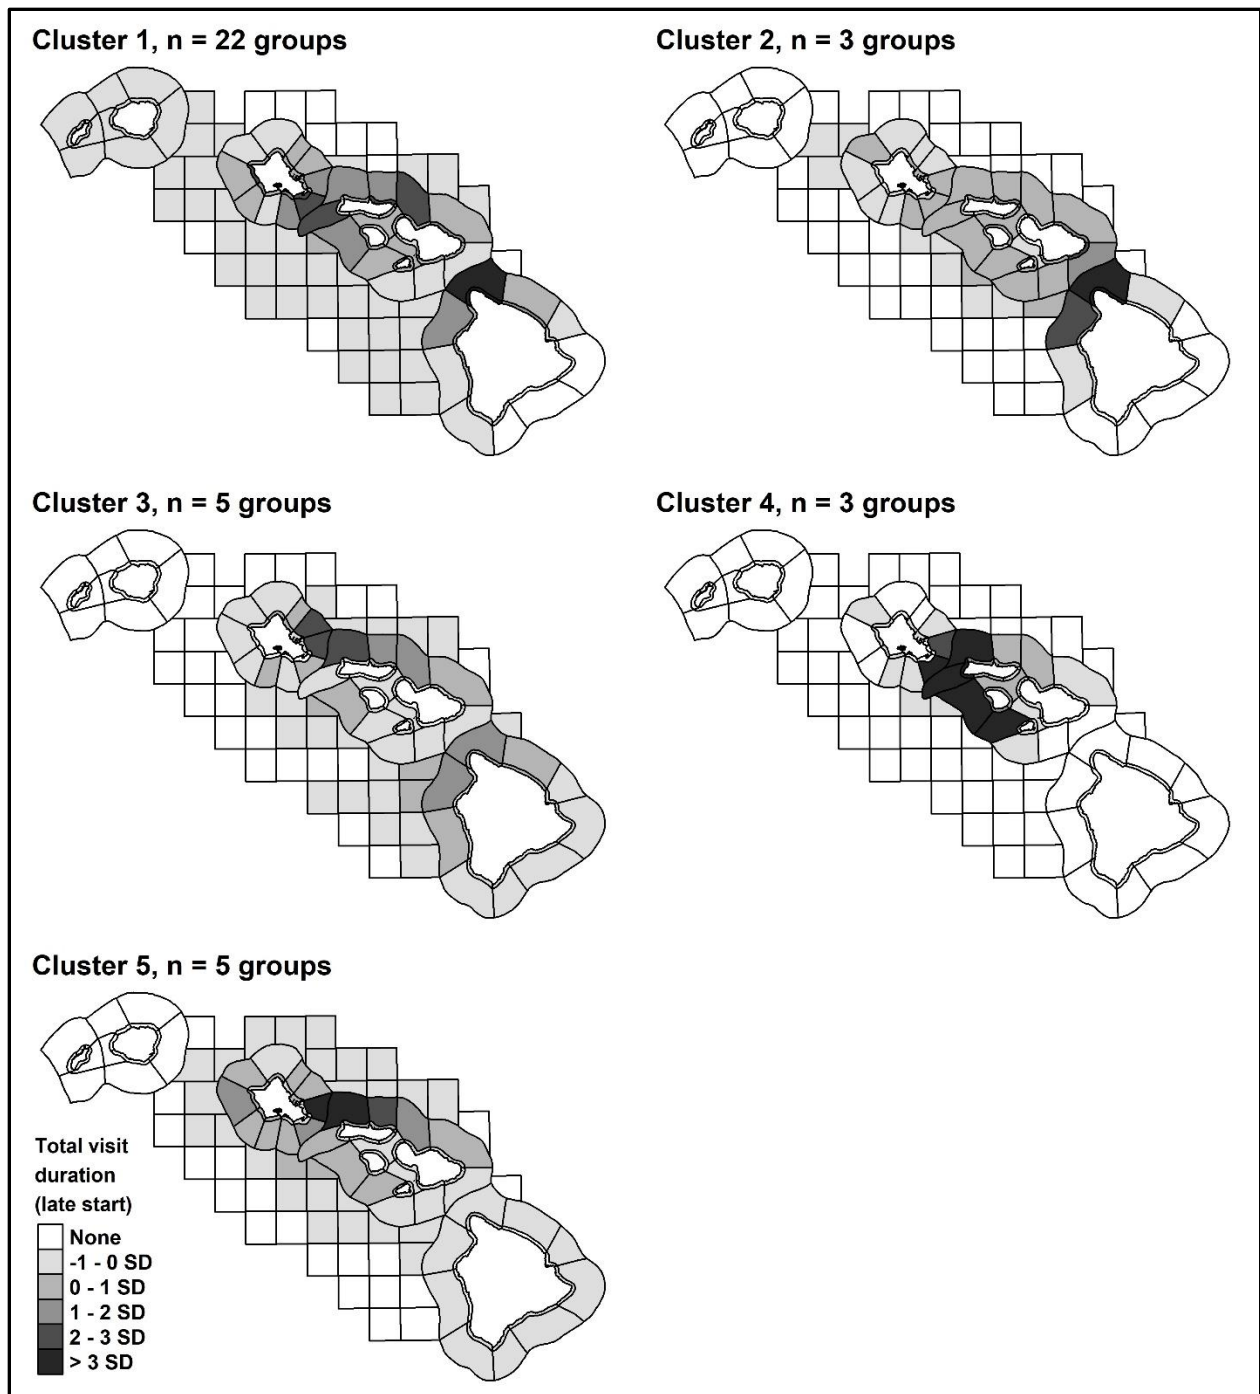 Cluster 1, n = 22 groups
Cluster 2, n = 3 groups
Cluster 3, n = 5 groups
Cluster 4, n = 3 groups
Cluster 5, n = 5 groups
Total visit
duration
(late start)
None
-1 - 0 SD
0 - 1 SD
1 - 2 SD
2 - 3 SD
> 3 SD